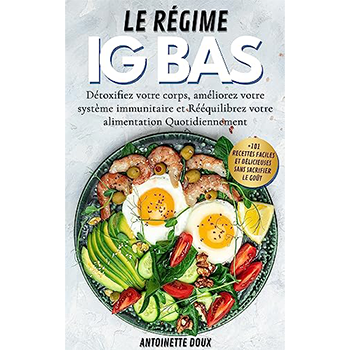 LE RÉGIME
IG BAS
Détoxifiez votre corps, améliorez votre
système immunitaire et Rééquilibrez votre
alimentation Quotidiennement
+101
RECETTES FACILES
ET DÉLICIEUSES
SANS SACRIFIER
LE GOÛT
ANTOINETTE DOUX